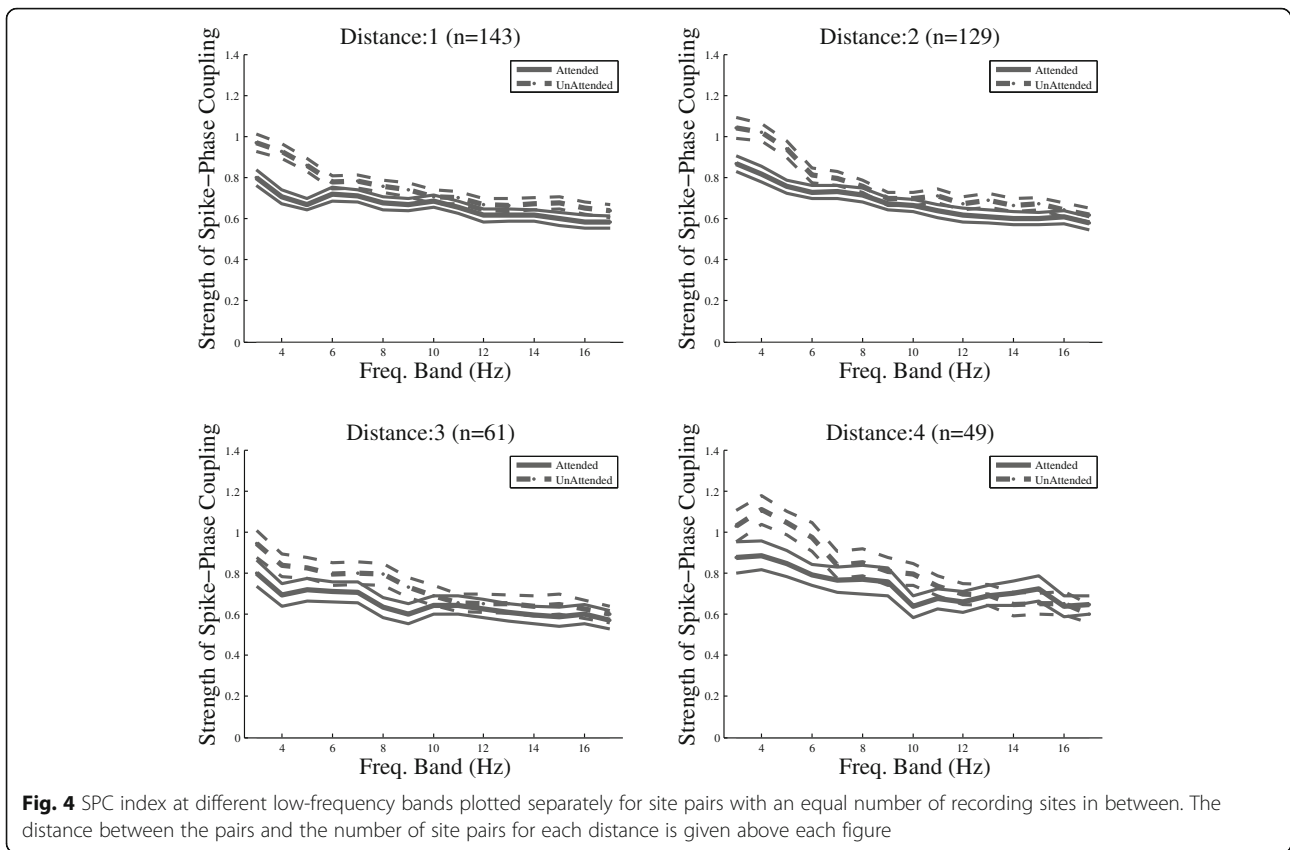 Distance:1 (n=143)
Strength of Spike–Phase Coupling
1.4
1.2
1
0.8
0.6
0.4
0.2
0
Attended
UnAttended
4 6 8 10 12 14 16
Freq. Band (Hz)
Distance:2 (n=129)
Strength of Spike–Phase Coupling
1.4
1.2
1
0.8
0.6
0.4
0.2
0
Attended
UnAttended
4 6 8 10 12 14 16
Freq. Band (Hz)
Distance:3 (n=61)
Strength of Spike–Phase Coupling
1.4
1.2
1
0.8
0.6
0.4
0.2
0
Attended
UnAttended
4 6 8 10 12 14 16
Freq. Band (Hz)
Distance:4 (n=49)
Strength of Spike–Phase Coupling
1.4
1.2
1
0.8
0.6
0.4
0.2
0
Attended
UnAttended
4 6 8 10 12 14 16
Freq. Band (Hz)
Fig. 4 SPC index at different low-frequency bands plotted separately for site pairs with an equal number of recording sites in between. The
distance between the pairs and the number of site pairs for each distance is given above each figure